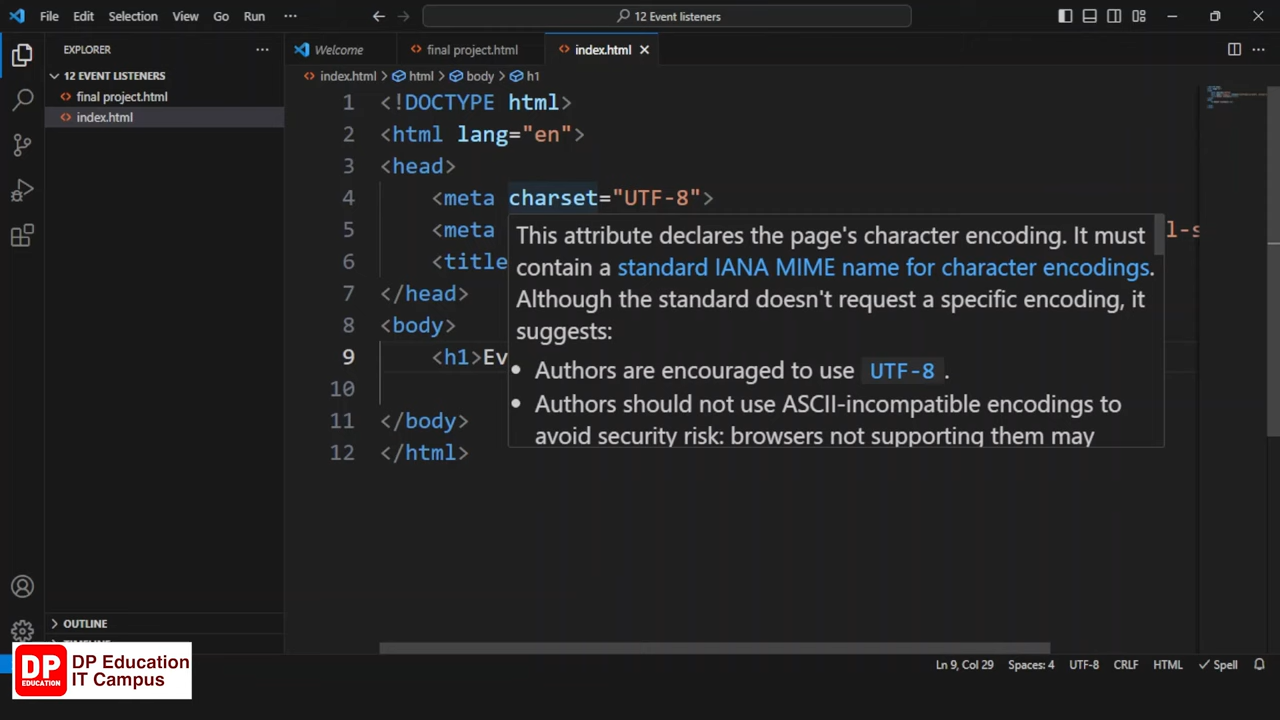 File Edit Selection View Go Run ···
12 Event listeners
EXPLORER ···
Welcome
final project.html
index.html
12 EVENT LISTENERS
final project.html
index.html
index.html > html > body > h1
1 <!DOCTYPE html>
2 <html lang="en">
3 <head>
4 <meta charset="UTF-8">
5 <meta
6 <title
7 </head>
8 <body>
9 <h1>Ev
10
11 </body>
12 </html>
This attribute declares the page's character encoding. It must
contain a standard IANA MIME name for character encodings.
Although the standard doesn't request a specific encoding, it
suggests:
• Authors are encouraged to use UTF-8.
• Authors should not use ASCII-incompatible encodings to
avoid security risk: browsers not supporting them may
OUTLINE
DP
EDUCATION
DP Education
IT Campus
Ln 9, Col 29 Spaces: 4 UTF-8 CRLF HTML Spell